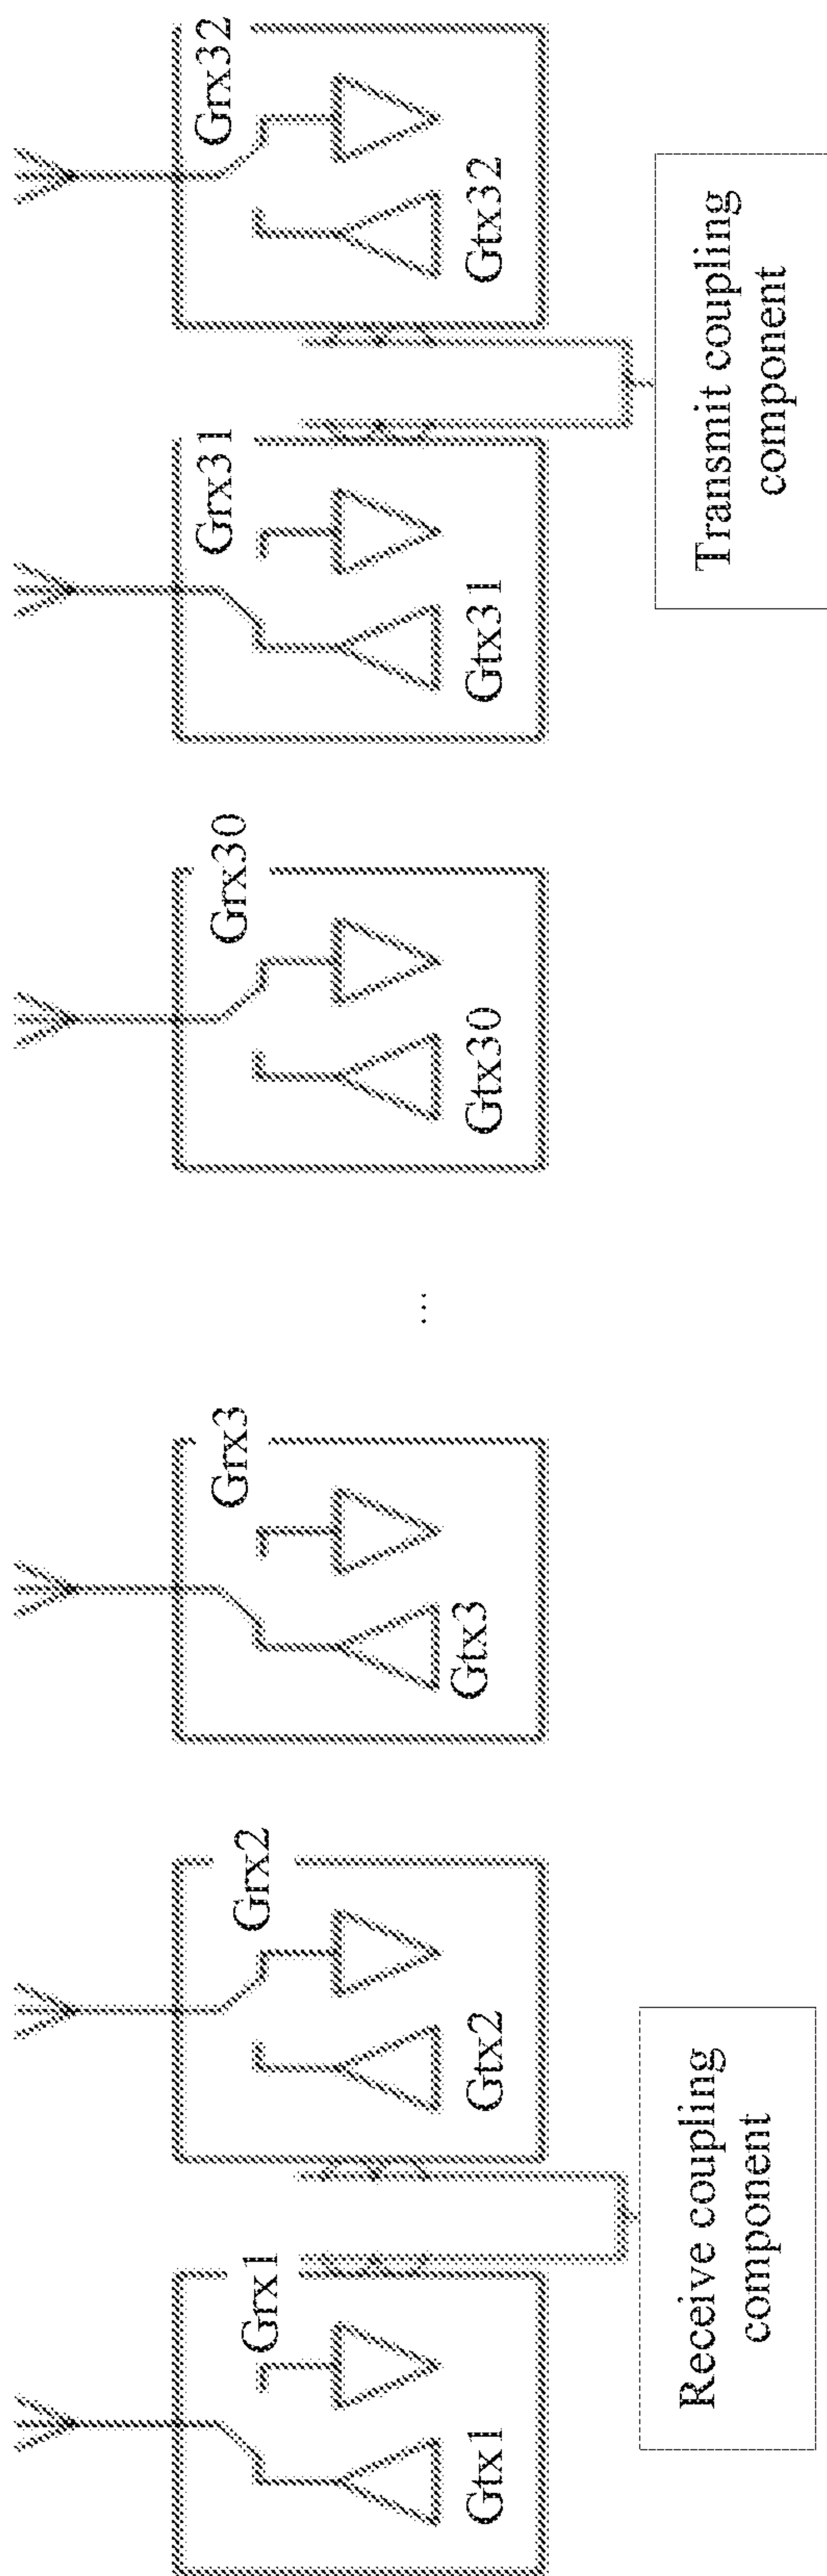 Grx1
Gtx1
Grx2
Gtx2
Grx3
Gtx3
...
Grx30
Gtx30
Grx31
Gtx31
Grx32
Gtx32
Receive coupling
component
Transmit coupling
component